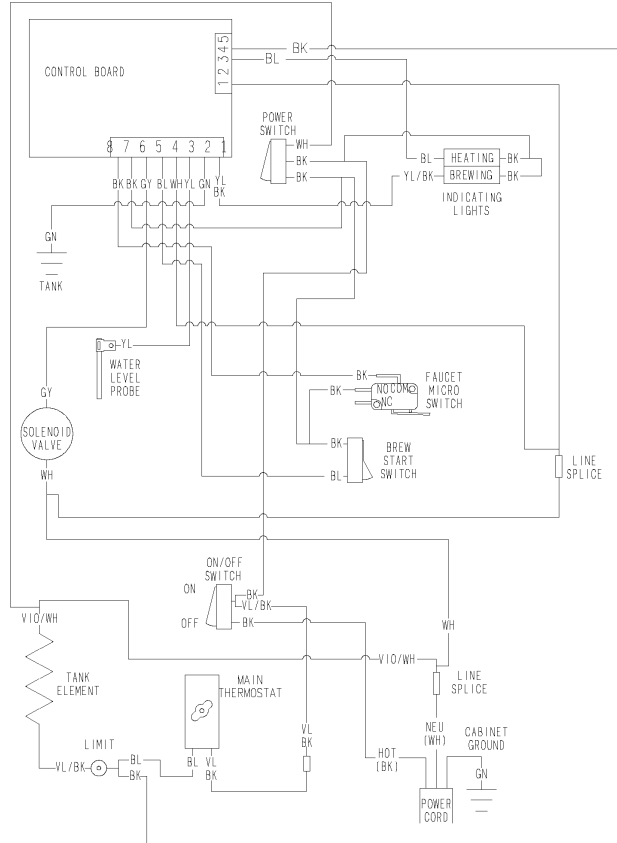 BK
BL
5
4
3
2
1
CONTROL BOARD
POWER
SWITCH
WH
BK
BK
8 7 6 5 4 3 2 1
BL
HEATING
BK
YL/BK
BREWING
BK
INDICATING
LIGHTS
BK BK GY BL WH YL GN YL
BK
GN
TANK
YL
WATER
LEVEL
PROBE
GY
SOLENOID
VALVE
WH
BK
BK
NO COM
NC
FAUCET
MICRO
SWITCH
BK
BL
BREW
START
SWITCH
LINE
SPLICE
ON/OFF
SWITCH
ON
OFF
BK
VL/BK
BK
WH
VIO/WH
VIO/WH
TANK
ELEMENT
MAIN
THERMOSTAT
LINE
SPLICE
VL
BK
NEU
(WH)
CABINET
GROUND
LIMIT
VL/BK
BL
BK
BL
VL
BK
HOT
(BK)
GN
POWER
CORD